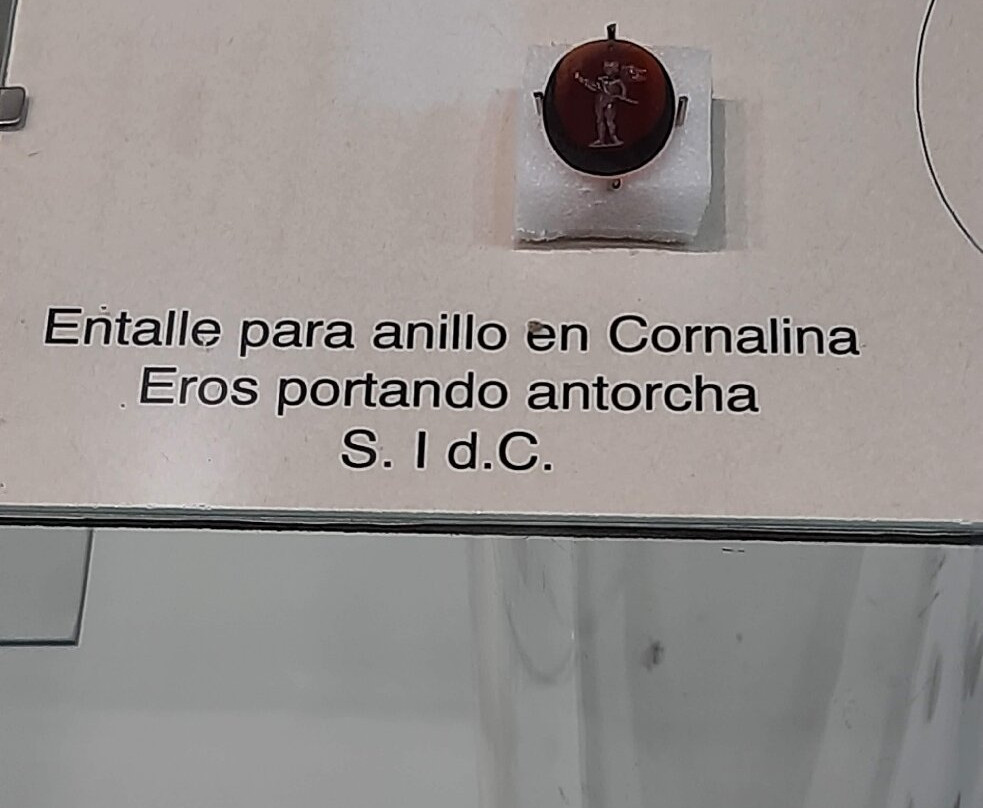 Entalle para anillo en Cornalina
Eros portando antorcha
S. I d.C.